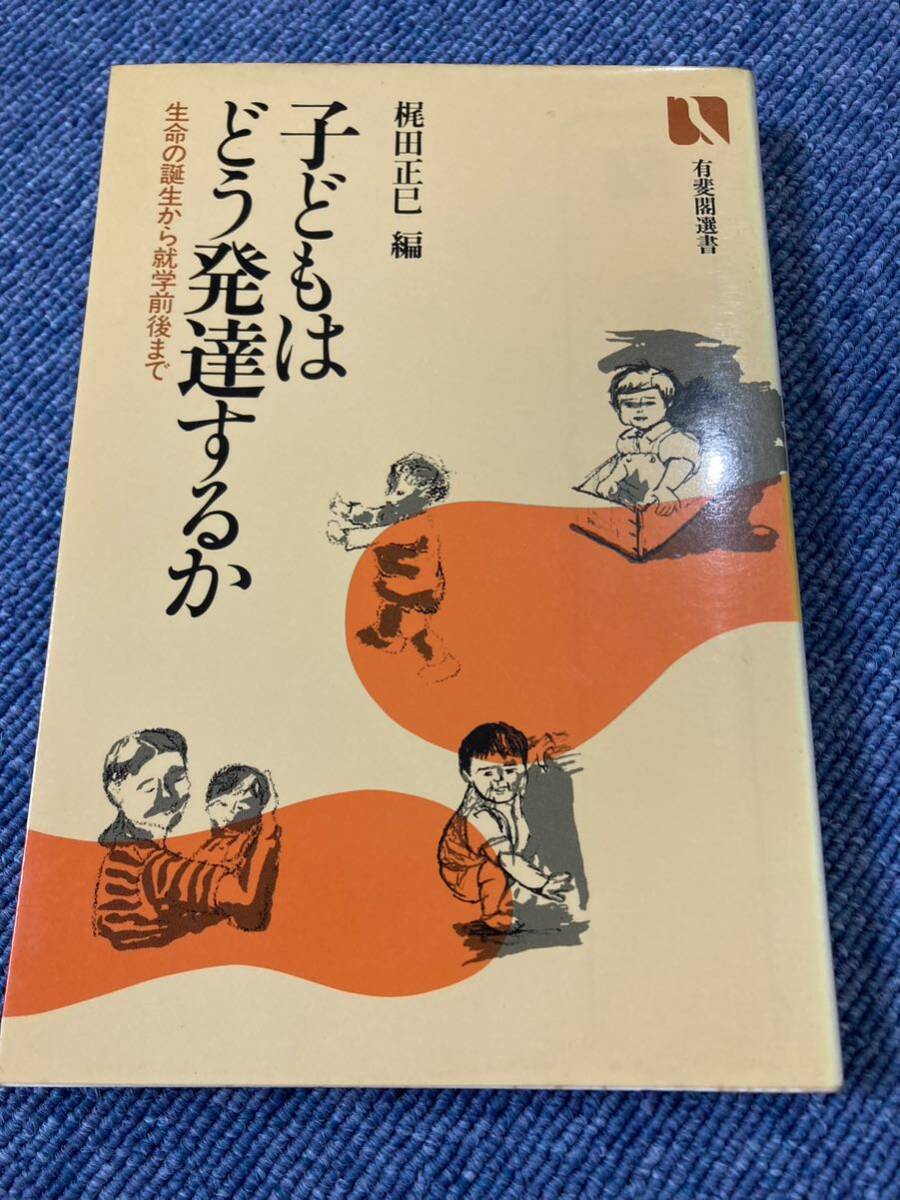 有斐閣選書
梶田正巳 編
子どもは
どう発達するか
生命の誕生から就学前後まで